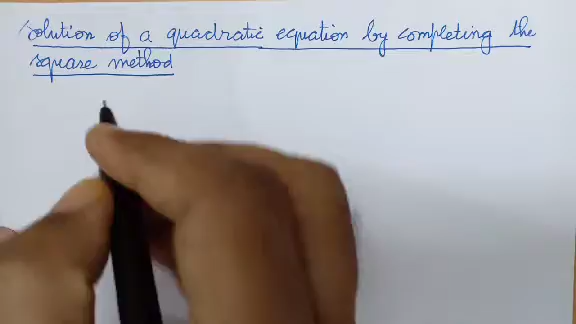 Solution of a quadratic equation by completing the
square method